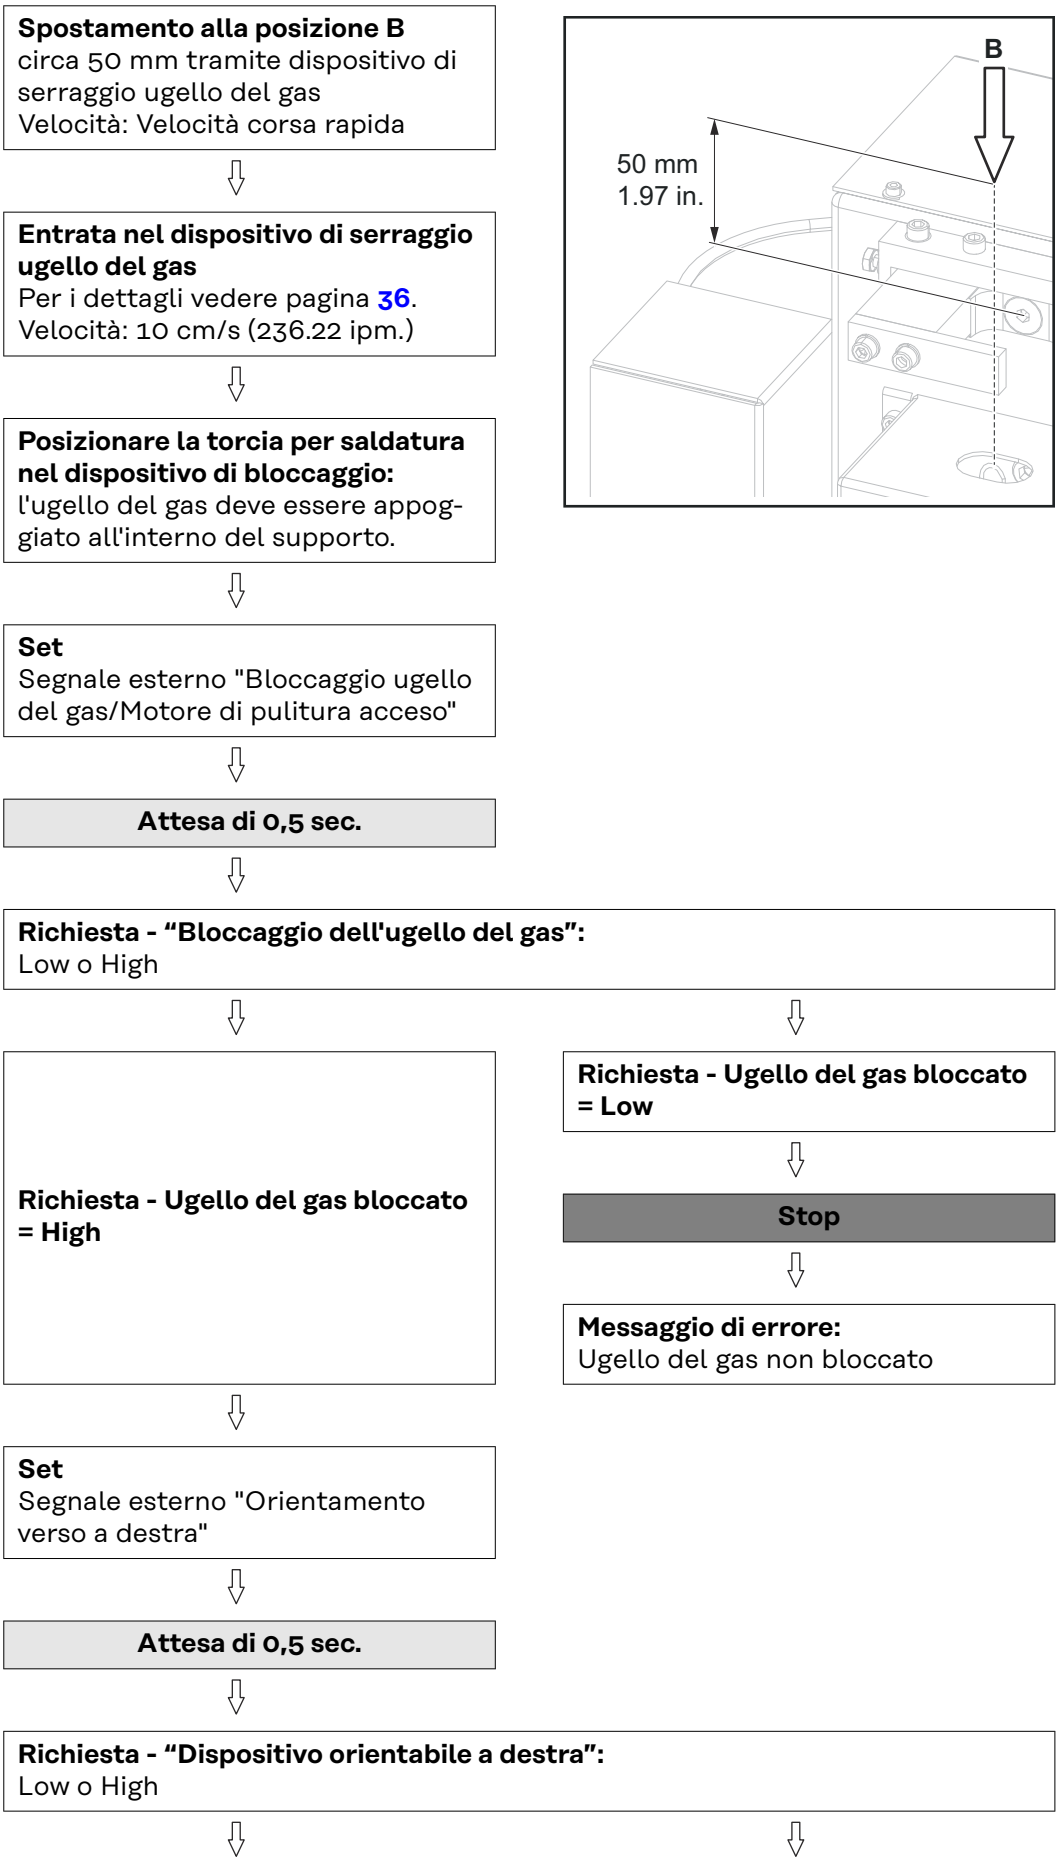 Spostamento alla posizione B
circa 50 mm tramite dispositivo di
serraggio ugello del gas
Velocità: Velocità corsa rapida
B
50 mm
1.97 in.
Entrata nel dispositivo di serraggio
ugello del gas
Per i dettagli vedere pagina 36.
Velocità: 10 cm/s (236.22 ipm.)
Posizionare la torcia per saldatura
nel dispositivo di bloccaggio:
l'ugello del gas deve essere appog-
giato all'interno del supporto.
Set
Segnale esterno "Bloccaggio ugello
del gas/Motore di pulitura acceso"
Attesa di 0,5 sec.
Richiesta - “Bloccaggio dell'ugello del gas”:
Low o High
Richiesta - Ugello del gas bloccato
= High
Richiesta - Ugello del gas bloccato
= Low
Stop
Messaggio di errore:
Ugello del gas non bloccato
Set
Segnale esterno "Orientamento
verso a destra"
Attesa di 0,5 sec.
Richiesta - “Dispositivo orientabile a destra”:
Low o High